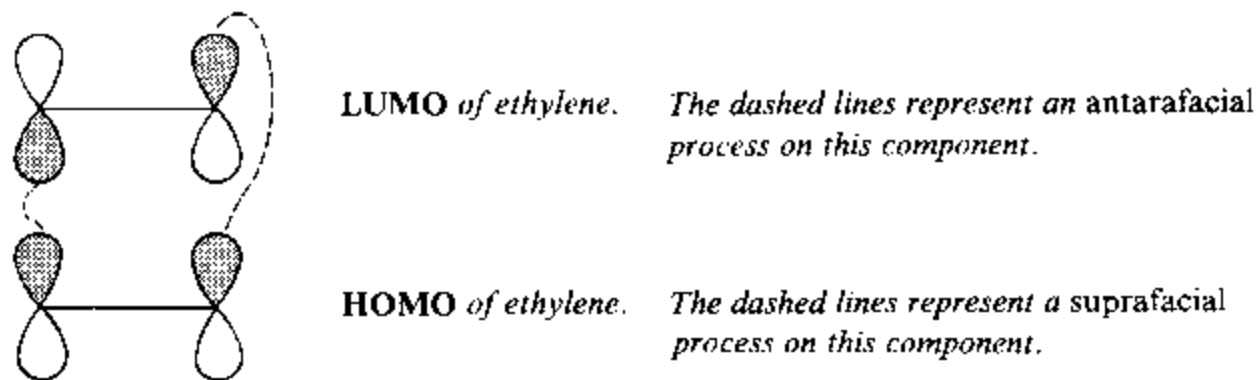 LUMO of ethylene. The dashed lines represent an antarafacial
process on this component.
HOMO of ethylene. The dashed lines represent a suprafacial
process on this component.